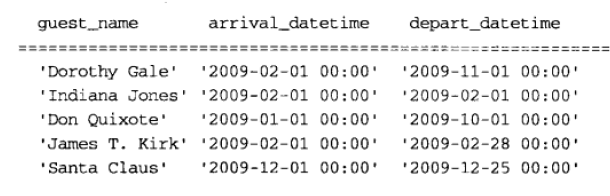 guest_name arrival_datetime depart_datetime
==========================================================
'Dorothy Gale' '2009-02-01 00:00' '2009-11-01 00:00'
'Indiana Jones' '2009-02-01 00:00' '2009-02-01 00:00'
'Don Quixote' '2009-01-01 00:00' '2009-10-01 00:00'
'James T. Kirk' '2009-02-01 00:00' '2009-02-28 00:00'
'Santa Claus' '2009-12-01 00:00' '2009-12-25 00:00'